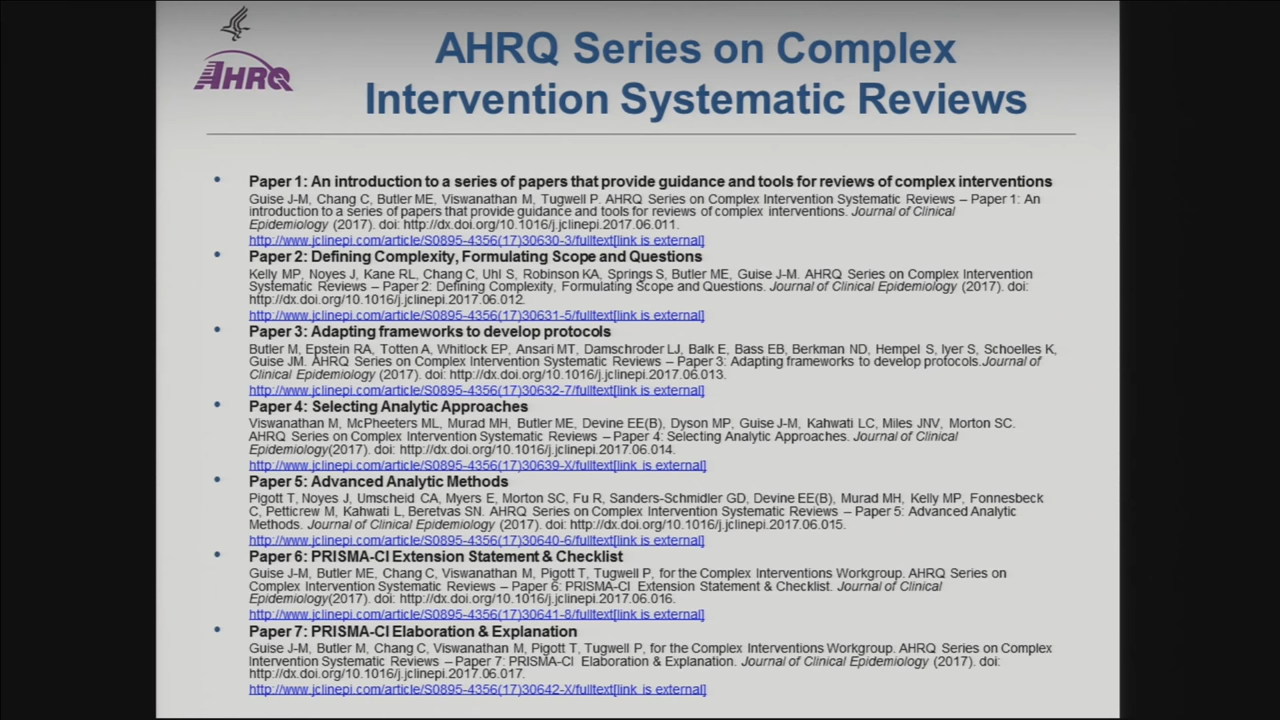 AHRQ
AHRQ Series on Complex
Intervention Systematic Reviews
• Paper 1: An introduction to a series of papers that provide guidance and tools for reviews of complex interventions
Guise J-M, Chang C, Butler ME, Viswanathan M, Tugwell P. AHRQ Series on Complex Intervention Systematic Reviews – Paper 1: An
introduction to a series of papers that provide guidance and tools for reviews of complex interventions. Journal of Clinical
Epidemiology (2017). doi: http://dx.doi.org/10.1016/j.jclinepi.2017.06.011.
http://www.jclinepi.com/article/S0895-4356(17)30630-3/fulltext[link is external]
• Paper 2: Defining Complexity, Formulating Scope and Questions
Kelly MP, Noyes J, Kane RL, Chang C, Uhl S, Robinson KA, Springs S, Butler ME, Guise J-M. AHRQ Series on Complex Intervention
Systematic Reviews – Paper 2: Defining Complexity, Formulating Scope and Questions. Journal of Clinical Epidemiology (2017). doi:
http://dx.doi.org/10.1016/j.jclinepi.2017.06.012.
http://www.jclinepi.com/article/S0895-4356(17)30631-5/fulltext[link is external]
• Paper 3: Adapting frameworks to develop protocols
Butler M, Epstein RA, Totten A, Whitlock EP, Ansari MT, Damschroder LJ, Balk E, Bass EB, Berkman ND, Hempel S, Iyer S, Schoelles K,
Guise JM. AHRQ Series on Complex Intervention Systematic Reviews – Paper 3: Adapting frameworks to develop protocols.Journal of
Clinical Epidemiology (2017). doi: http://dx.doi.org/10.1016/j.jclinepi.2017.06.013.
http://www.jclinepi.com/article/S0895-4356(17)30632-7/fulltext[link is external]
• Paper 4: Selecting Analytic Approaches
Viswanathan M, McPheeters ML, Murad MH, Butler ME, Devine EE(B), Dyson MP, Guise J-M, Kahwati LC, Miles JNV, Morton SC.
AHRQ Series on Complex Intervention Systematic Reviews – Paper 4: Selecting Analytic Approaches. Journal of Clinical
Epidemiology(2017). doi: http://dx.doi.org/10.1016/j.jclinepi.2017.06.014.
http://www.jclinepi.com/article/S0895-4356(17)30639-X/fulltext[link is external]
• Paper 5: Advanced Analytic Methods
Pigott T, Noyes J, Umscheid CA, Myers E, Morton SC, Fu R, Sanders-Schmidler GD, Devine EE(B), Murad MH, Kelly MP, Fonnesbeck
C, Petticrew M, Kahwati L, Beretvas SN. AHRQ Series on Complex Intervention Systematic Reviews – Paper 5: Advanced Analytic
Methods. Journal of Clinical Epidemiology (2017). doi: http://dx.doi.org/10.1016/j.jclinepi.2017.06.015.
http://www.jclinepi.com/article/S0895-4356(17)30640-6/fulltext[link is external]
• Paper 6: PRISMA-CI Extension Statement & Checklist
Guise J-M, Butler ME, Chang C, Viswanathan M, Pigott T, Tugwell P, for the Complex Interventions Workgroup. AHRQ Series on
Complex Intervention Systematic Reviews – Paper 6: PRISMA-CI Extension Statement & Checklist. Journal of Clinical
Epidemiology(2017). doi: http://dx.doi.org/10.1016/j.jclinepi.2017.06.016.
http://www.jclinepi.com/article/S0895-4356(17)30641-8/fulltext[link is external]
• Paper 7: PRISMA-CI Elaboration & Explanation
Guise J-M, Butler M, Chang C, Viswanathan M, Pigott T, Tugwell P, for the Complex Interventions Workgroup. AHRQ Series on Complex
Intervention Systematic Reviews – Paper 7: PRISMA-CI Elaboration & Explanation. Journal of Clinical Epidemiology (2017). doi:
http://dx.doi.org/10.1016/j.jclinepi.2017.06.017.
http://www.jclinepi.com/article/S0895-4356(17)30642-X/fulltext[link is external]